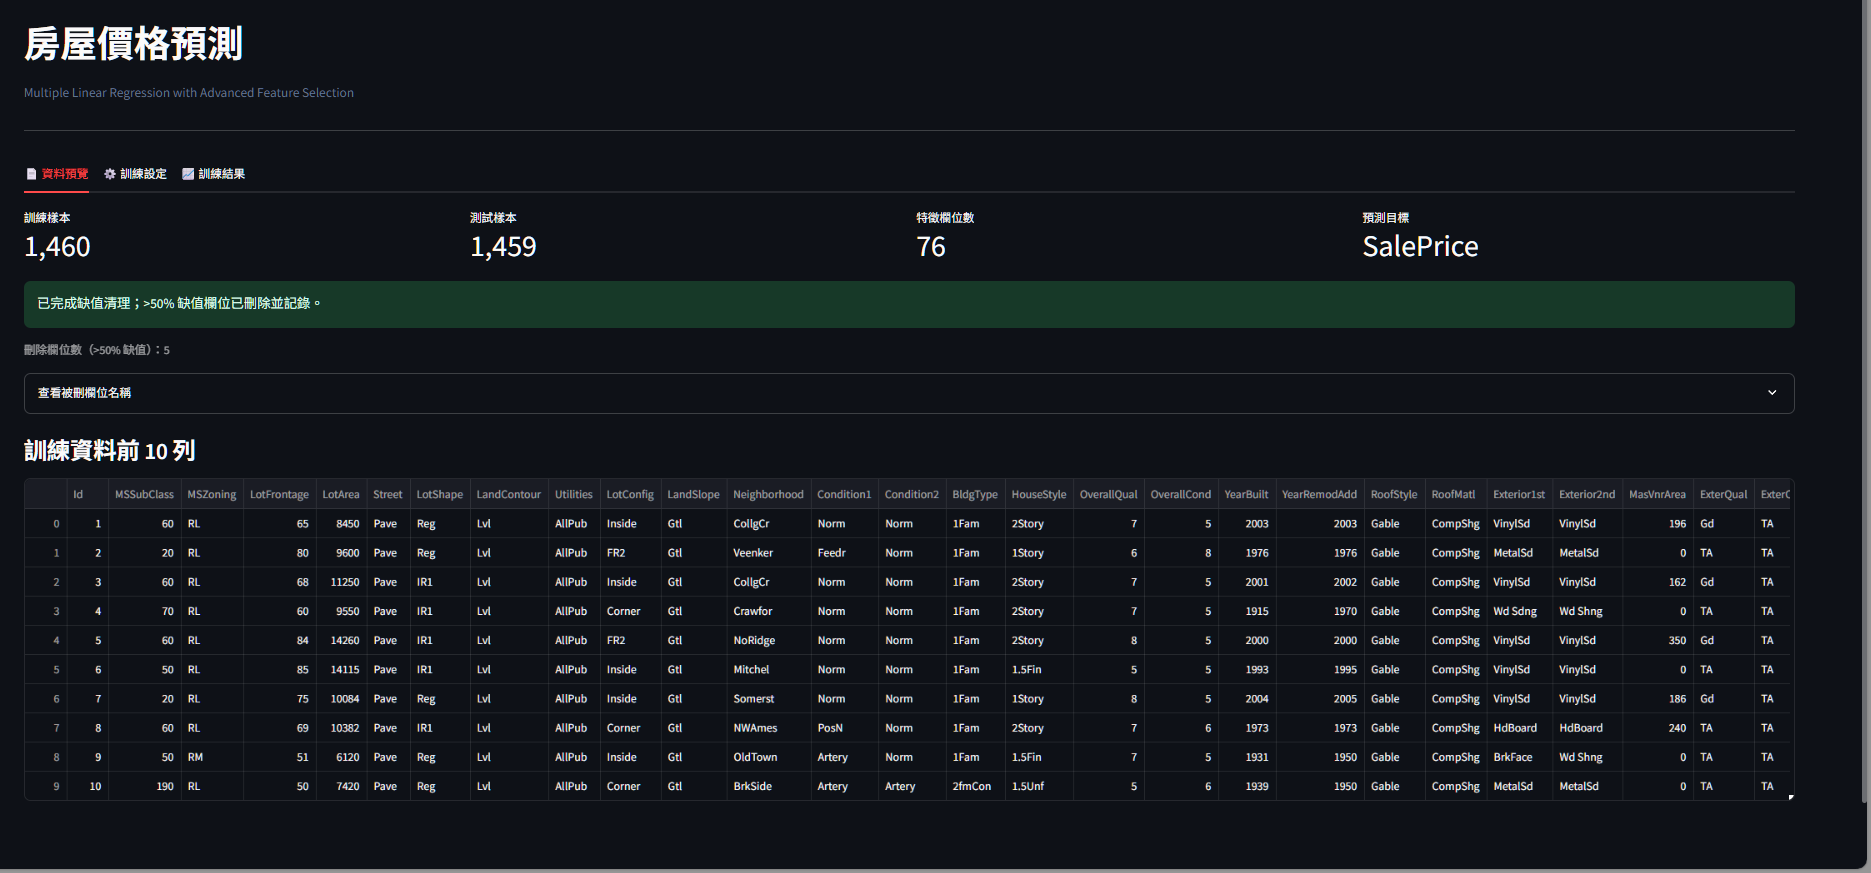 房屋價格預測
Multiple Linear Regression with Advanced Feature Selection
資料預覽 訓練設定 訓練結果
訓練樣本 測試樣本 特徵欄位數 預測目標
1,460 1,459 76 SalePrice
已完成缺值清理；>50% 缺值欄位已刪除並記錄。
刪除欄位數（>50% 缺值）：5
查看被刪欄位名稱
訓練資料前 10 列
Id MSSubClass MSZoning LotFrontage LotArea Street LotShape LandContour Utilities LotConfig LandSlope Neighborhood Condition1 Condition2 BldgType HouseStyle OverallQual OverallCond YearBuilt YearRemodAdd RoofStyle RoofMatl Exterior1st Exterior2nd MasVnrArea ExterQual ExterC
0 1 60 RL 65 8450 Pave Reg Lvl AllPub Inside Gtl CollgCr Norm Norm 1Fam 2Story 7 5 2003 2003 Gable CompShg VinylSd VinylSd 196 Gd TA
1 2 20 RL 80 9600 Pave Reg Lvl AllPub FR2 Gtl Veenker Feedr Norm 1Fam 1Story 6 8 1976 1976 Gable CompShg MetalSd MetalSd 0 TA TA
2 3 60 RL 68 11250 Pave IR1 Lvl AllPub Inside Gtl CollgCr Norm Norm 1Fam 2Story 7 5 2001 2002 Gable CompShg VinylSd VinylSd 162 Gd TA
3 4 70 RL 60 9550 Pave IR1 Lvl AllPub Corner Gtl Crawfor Norm Norm 1Fam 2Story 7 5 1915 1970 Gable CompShg Wd Sdng Wd Shng 0 TA TA
4 5 60 RL 84 14260 Pave IR1 Lvl AllPub FR2 Gtl NoRidge Norm Norm 1Fam 2Story 8 5 2000 2000 Gable CompShg VinylSd VinylSd 350 Gd TA
5 6 50 RL 85 14115 Pave IR1 Lvl AllPub Inside Gtl Mitchel Norm Norm 1Fam 1.5Fin 5 5 1993 1995 Gable CompShg VinylSd VinylSd 0 TA TA
6 7 20 RL 75 10084 Pave Reg Lvl AllPub Inside Gtl Somerst Norm Norm 1Fam 1Story 8 5 2004 2005 Gable CompShg VinylSd VinylSd 186 Gd TA
7 8 60 RL 69 10382 Pave IR1 Lvl AllPub Corner Gtl NWAmes PosN Norm 1Fam 2Story 7 6 1973 1973 Gable CompShg HdBoard HdBoard 240 TA TA
8 9 50 RM 51 6120 Pave Reg Lvl AllPub Inside Gtl OldTown Artery Norm 1Fam 1.5Fin 7 5 1931 1950 Gable CompShg BrkFace Wd Shng 0 TA TA
9 10 190 RL 50 7420 Pave Reg Lvl AllPub Corner Gtl BrkSide Artery Artery 2fmCon 1.5Unf 5 6 1939 1950 Gable CompShg MetalSd MetalSd 0 TA TA